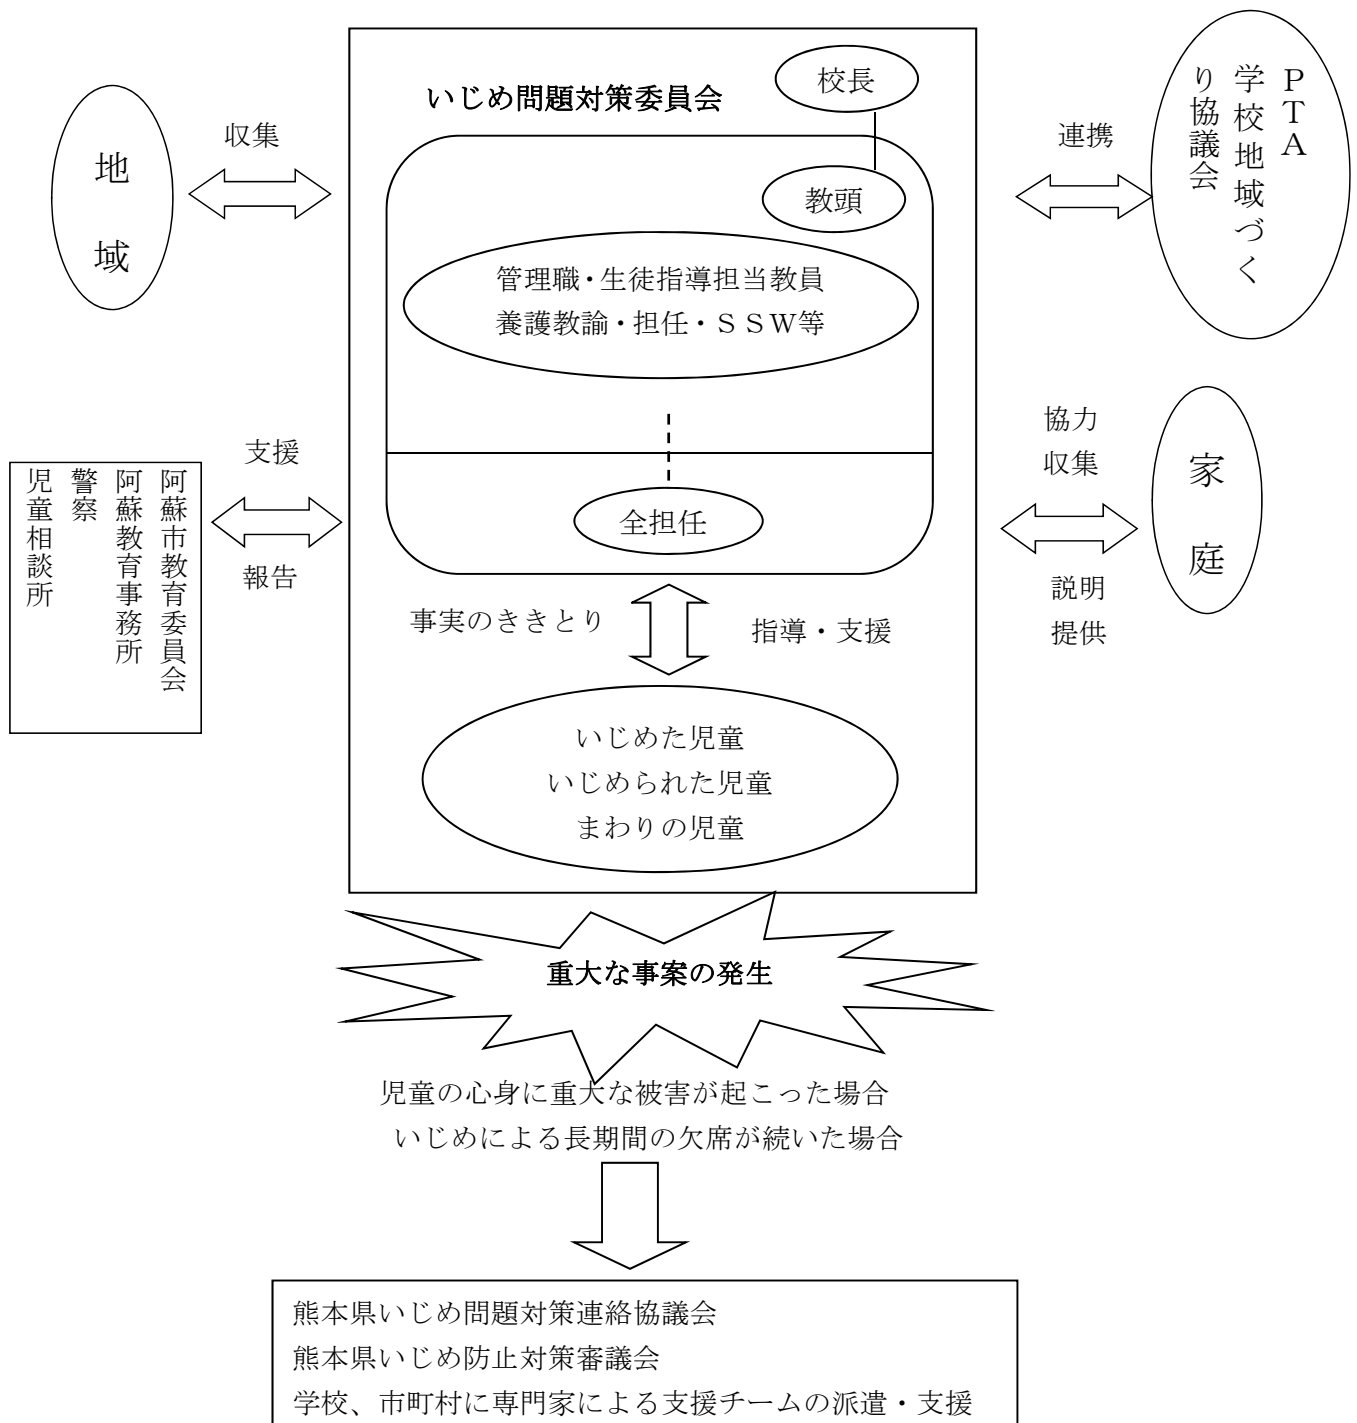 いじめ問題対策委員会
校長
教頭
管理職・生徒指導担当教員
養護教諭・担任・ＳＳＷ等
全担任
地域
収集
連携
ＰＴＡ
学校地域づく
り協議会
支援
報告
阿蘇市教育委員会
阿蘇教育事務所
警察
児童相談所
協力
収集
説明
提供
家庭
事実のききとり
指導・支援
いじめた児童
いじめられた児童
まわりの児童
重大な事案の発生
児童の心身に重大な被害が起こった場合
いじめによる長期間の欠席が続いた場合
熊本県いじめ問題対策連絡協議会
熊本県いじめ防止対策審議会
学校、市町村に専門家による支援チームの派遣・支援